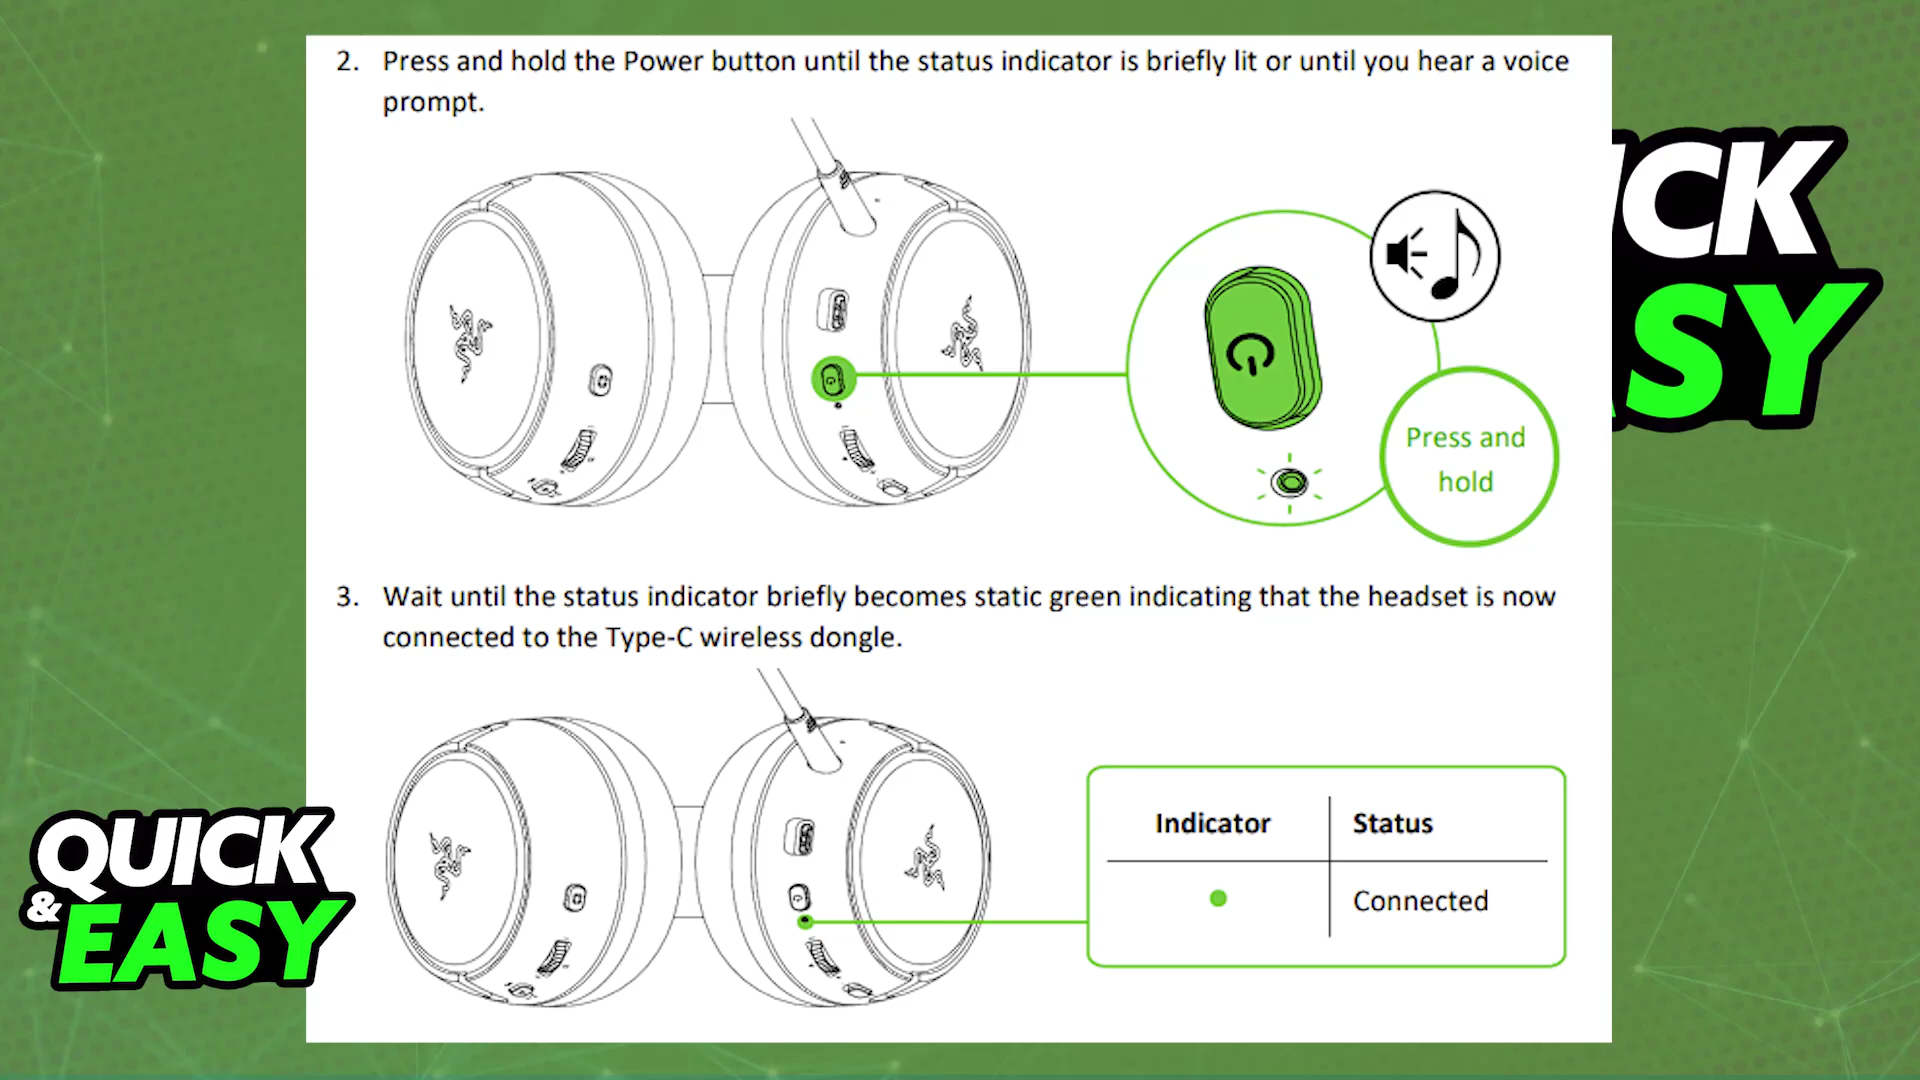 2. Press and hold the Power button until the status indicator is briefly lit or until you hear a voice
prompt.
Press and
hold
3. Wait until the status indicator briefly becomes static green indicating that the headset is now
connected to the Type-C wireless dongle.
Indicator Status
Connected
QUICK
&EASY
CK
SY